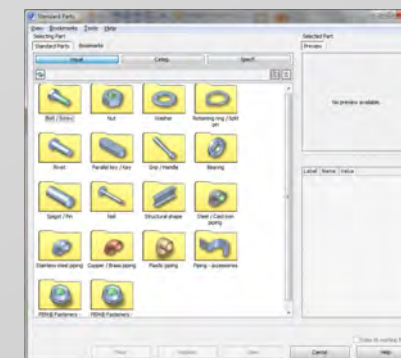 Standard Parts
View Bookmarks Tools Help
Selecting Part
Selected Part
Standard Parts Bookmarks
Preview
Visual
Categ.
Specif.
Bolt / Screw
Nut
Washer
Retaining ring / Split pin
No preview available.
Rivet
Parallel key / Key
Grip / Handle
Bearing
Label Name Value
Spigot / Pin
Nail
Structural shape
Steel / Cast iron piping
Stainless steel piping
Copper / Brass piping
Plastic piping
Piping - accessories
PEM® Fasteners -
PEM® Fasteners -
Cancel
Help